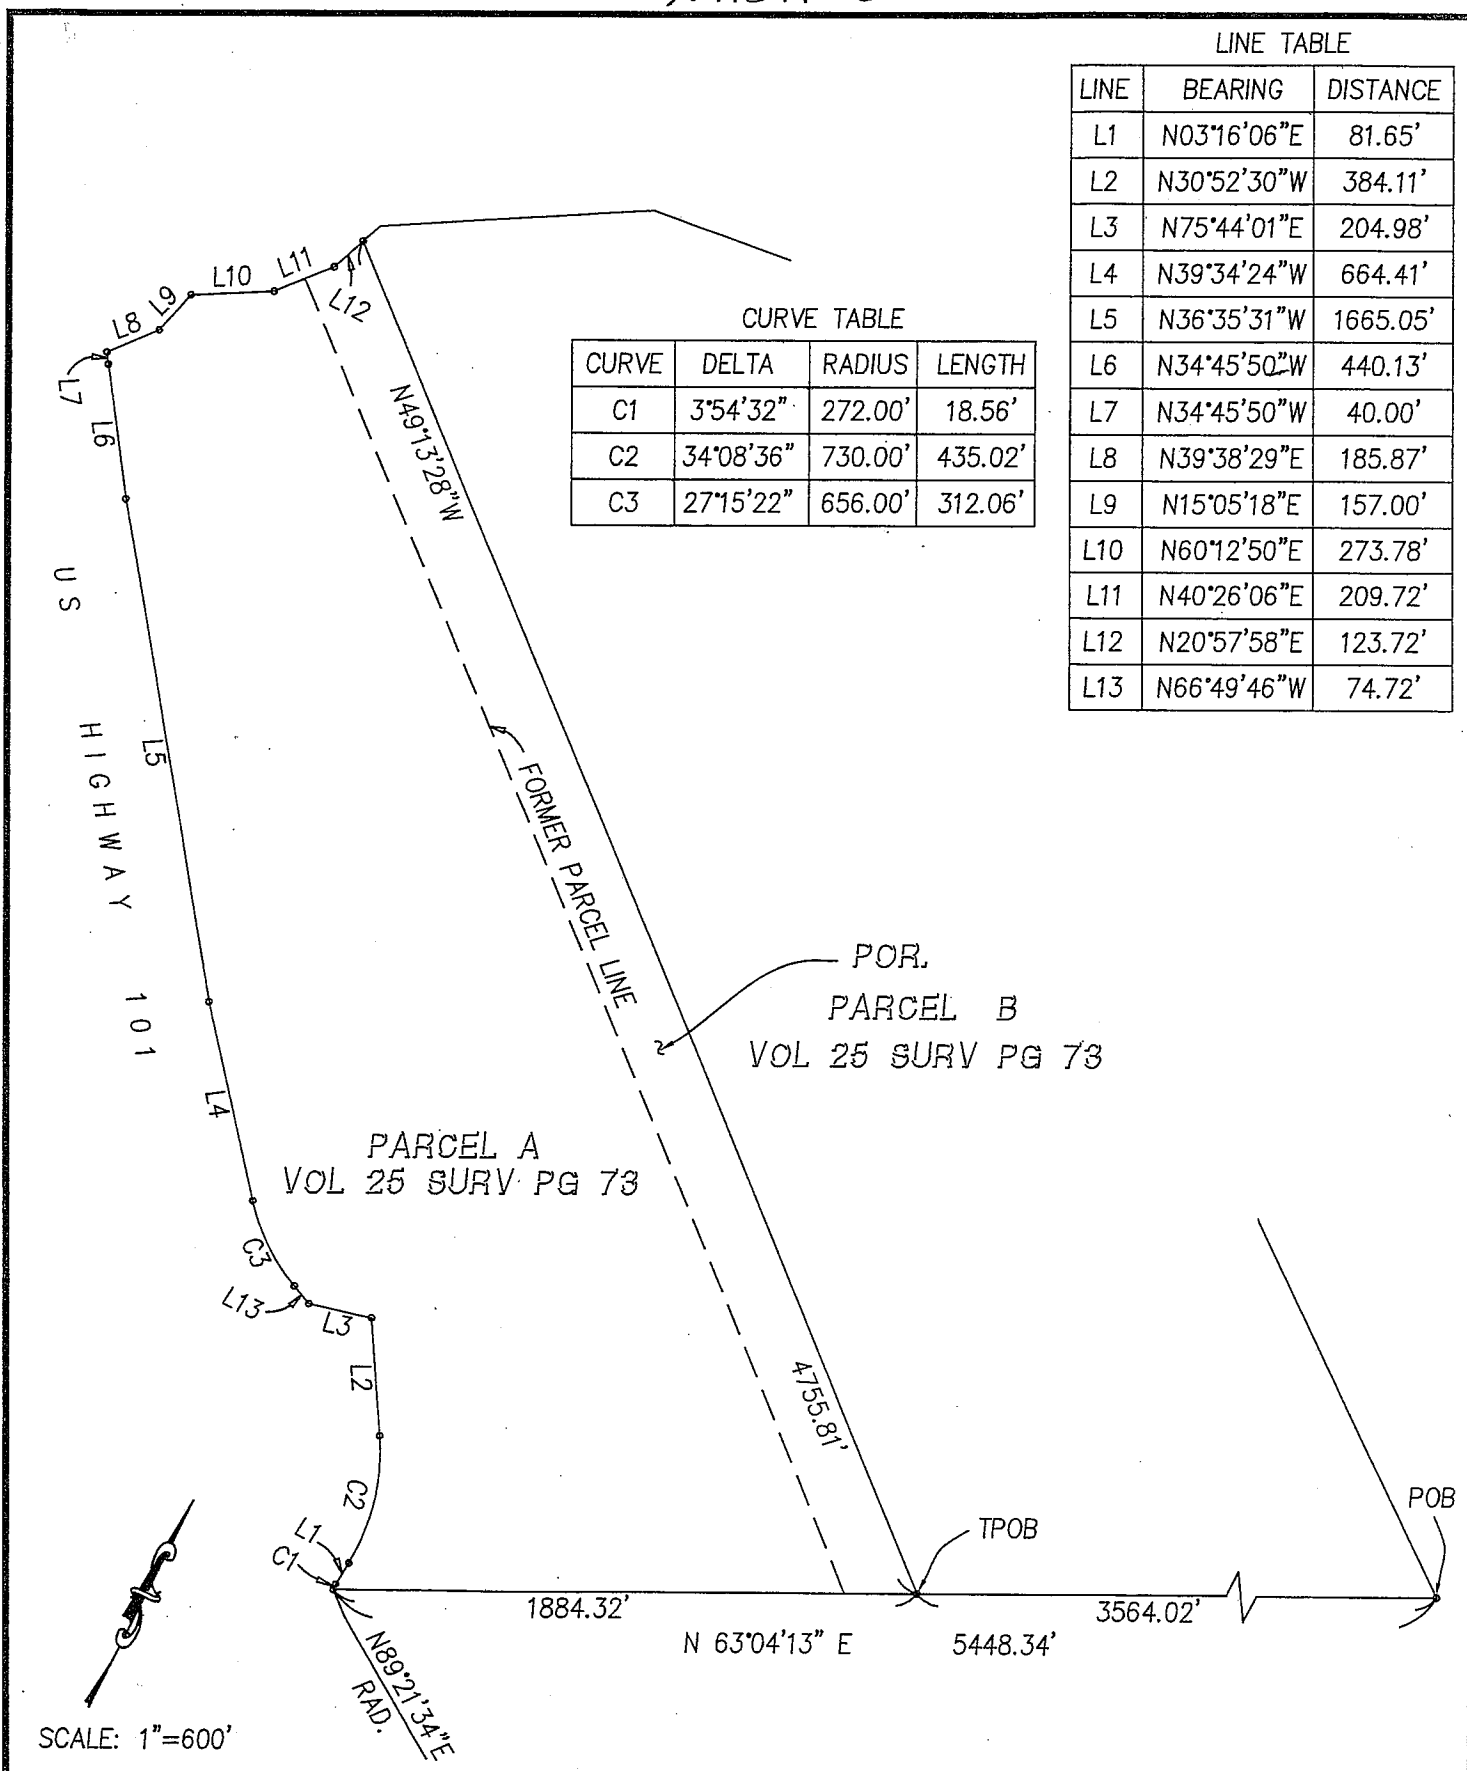 LINE TABLE
LINE BEARING DISTANCE
L1 N03°16'06"E 81.65'
L2 N30°52'30"W 384.11'
L3 N75°44'01"E 204.98'
L4 N39°34'24"W 664.41'
L5 N36°35'31"W 1665.05'
L6 N34°45'50"W 440.13'
L7 N34°45'50"W 40.00'
L8 N39°38'29"E 185.87'
L9 N15°05'18"E 157.00'
L10 N60°12'50"E 273.78'
L11 N40°26'06"E 209.72'
L12 N20°57'58"E 123.72'
L13 N66°49'46"W 74.72'
CURVE TABLE
CURVE DELTA RADIUS LENGTH
C1 3°54'32" 272.00' 18.56'
C2 34°08'36" 730.00' 435.02'
C3 27°15'22" 656.00' 312.06'
L12
L11
L10
L9
L8
L7
L6
N49°13'28"W
US
HIGHWAY
101
L5
FORMER PARCEL LINE
POR.
PARCEL B
VOL 25 SURV PG 73
L4
PARCEL A
VOL 25 SURV PG 73
C3
L13
L3
L2
4755.81'
C2
L1
C1
TPOB
POB
1884.32'
3564.02'
N 63°04'13" E
5448.34'
N89°21'34"E
RAD.
SCALE: 1"=600'